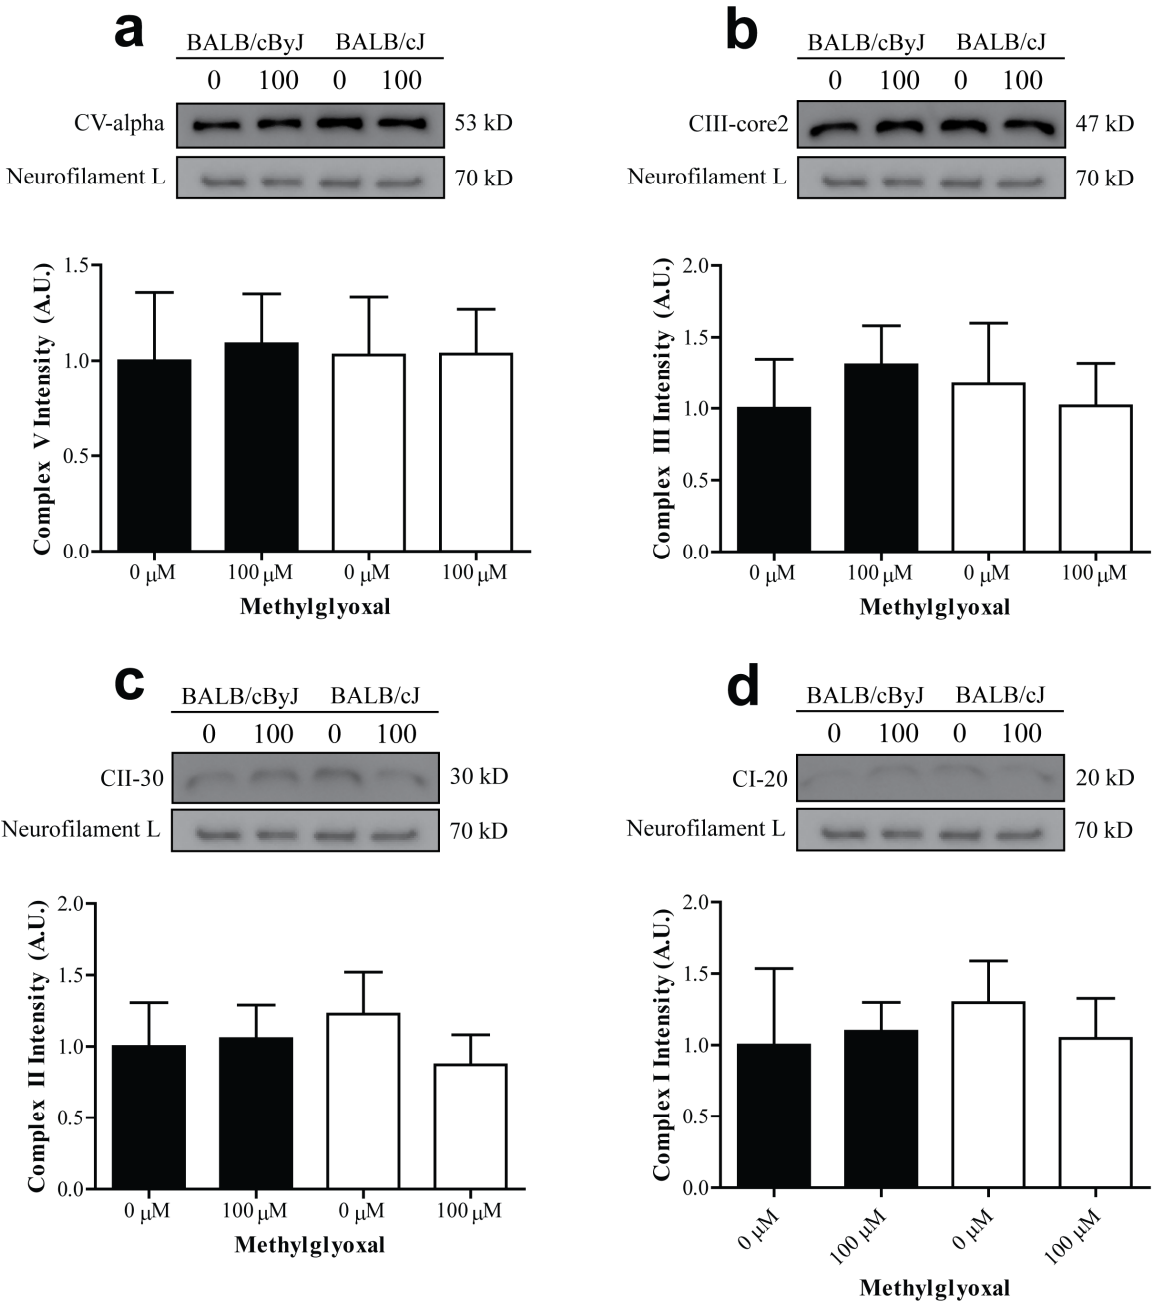 a
BALB/cByJ BALB/cJ
0 100 0 100
CV-alpha 53 kD
Neurofilament L 70 kD
1.5
1.0
0.5
0.0
Complex V Intensity (A.U.)
0 μM 100 μM 0 μM 100 μM
Methylglyoxal
b
BALB/cByJ BALB/cJ
0 100 0 100
CIII-core2 47 kD
Neurofilament L 70 kD
2.0
1.5
1.0
0.5
0.0
Complex III Intensity (A.U.)
0 μM 100 μM 0 μM 100 μM
Methylglyoxal
c
BALB/cByJ BALB/cJ
0 100 0 100
CII-30 30 kD
Neurofilament L 70 kD
2.0
1.5
1.0
0.5
0.0
Complex II Intensity (A.U.)
0 μM 100 μM 0 μM 100 μM
Methylglyoxal
d
BALB/cByJ BALB/cJ
0 100 0 100
CI-20 20 kD
Neurofilament L 70 kD
2.0
1.5
1.0
0.5
0.0
Complex I Intensity (A.U.)
0 μM 100 μM 0 μM 100 μM
Methylglyoxal